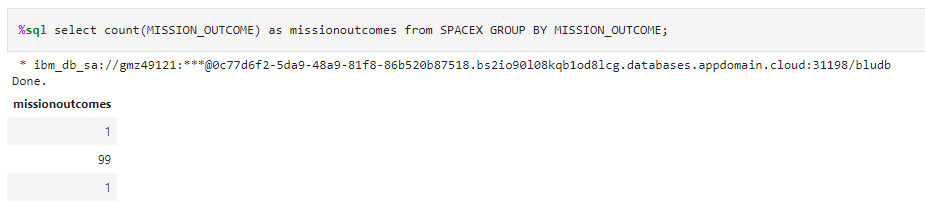 %sql select count(MISSION_OUTCOME) as missionoutcomes from SPACEX GROUP BY MISSION_OUTCOME;
* ibm_db_sa://gmz49121:***@0c77d6f2-5da9-48a9-81f8-86b520b87518.bs2io90l08kqb1od8lcg.databases.appdomain.cloud:31198/bludb
Done.
missionoutcomes
1
99
1